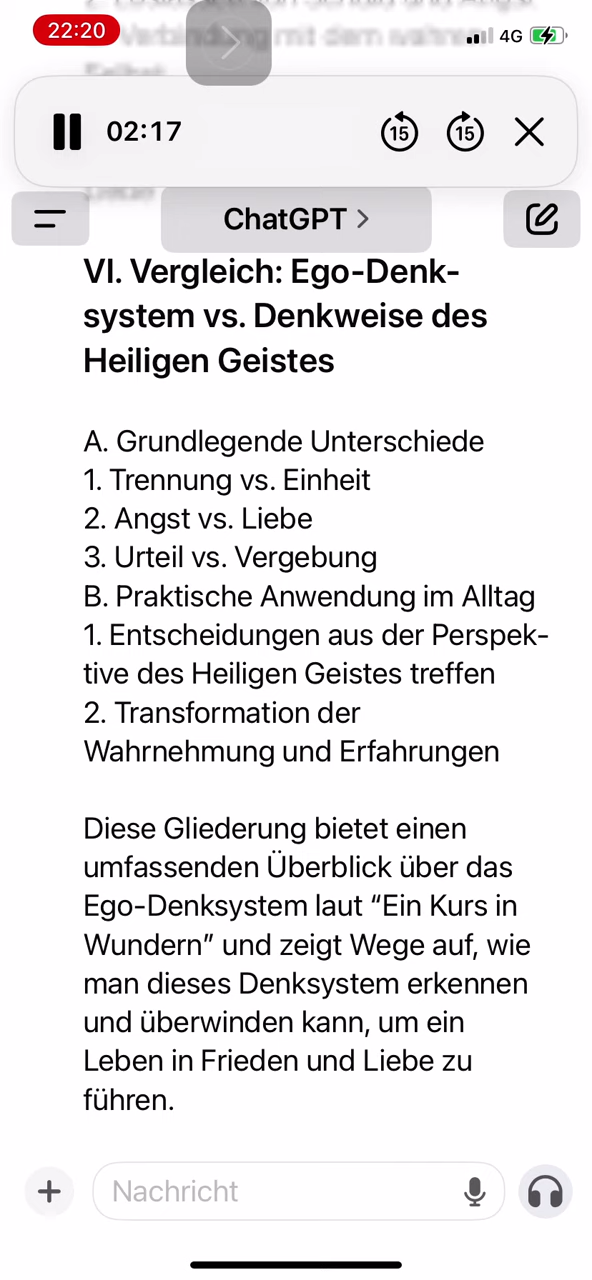 22:20
4G
Verbindung mit dem wahren
02:17
15
15
ChatGPT
VI. Vergleich: Ego-Denk-
system vs. Denkweise des
Heiligen Geistes
A. Grundlegende Unterschiede
1. Trennung vs. Einheit
2. Angst vs. Liebe
3. Urteil vs. Vergebung
B. Praktische Anwendung im Alltag
1. Entscheidungen aus der Perspek-
tive des Heiligen Geistes treffen
2. Transformation der
Wahrnehmung und Erfahrungen
Diese Gliederung bietet einen
umfassenden Überblick über das
Ego-Denksystem laut “Ein Kurs in
Wundern” und zeigt Wege auf, wie
man dieses Denksystem erkennen
und überwinden kann, um ein
Leben in Frieden und Liebe zu
führen.
Nachricht